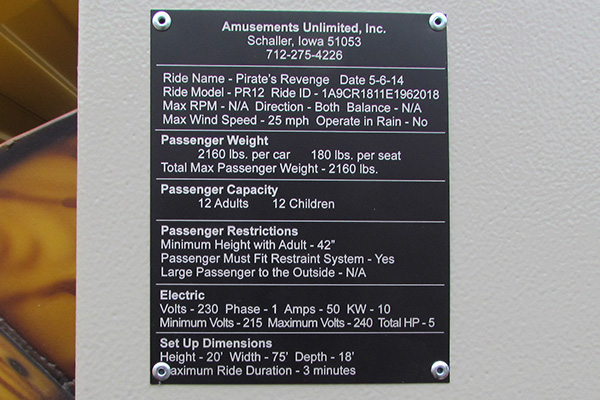 Amusements Unlimited, Inc.
Schaller, Iowa 51053
712-275-4226
Ride Name - Pirate's Revenge Date 5-6-14
Ride Model - PR12 Ride ID - 1A9CR1811E1962018
Max RPM - N/A Direction - Both Balance - N/A
Max Wind Speed - 25 mph Operate in Rain - No
Passenger Weight
2160 lbs. per car 180 lbs. per seat
Total Max Passenger Weight - 2160 lbs.
Passenger Capacity
12 Adults 12 Children
Passenger Restrictions
Minimum Height with Adult - 42"
Passenger Must Fit Restraint System - Yes
Large Passenger to the Outside - N/A
Electric
Volts - 230 Phase - 1 Amps - 50 KW - 10
Minimum Volts - 215 Maximum Volts - 240 Total HP - 5
Set Up Dimensions
Height - 20' Width - 75' Depth - 18'
Maximum Ride Duration - 3 minutes